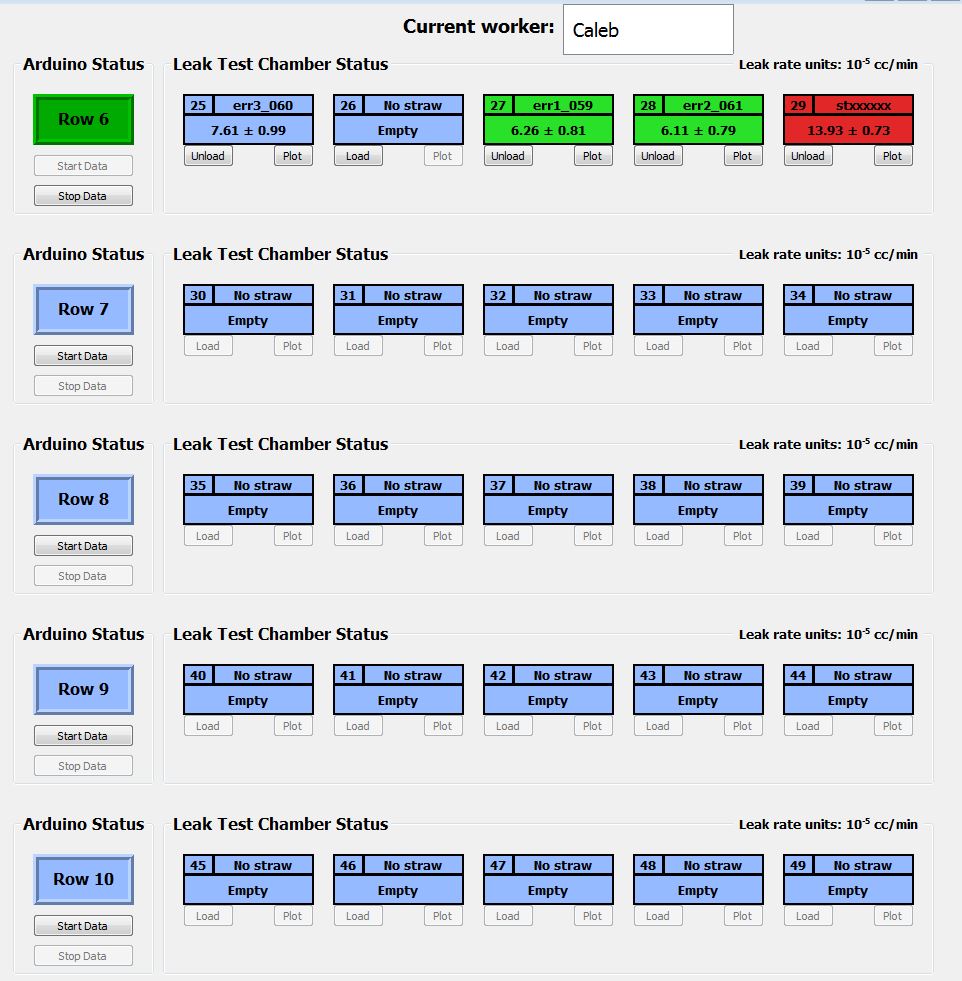 Current worker: Caleb
Arduino Status Leak Test Chamber Status Leak rate units: 10⁻⁵ cc/min
25 err3_060 26 No straw 27 err1_059 28 err2_061 29 stxxxxxx
Row 6 7.61 ± 0.99 Empty 6.26 ± 0.81 6.11 ± 0.79 13.93 ± 0.73
Unload Plot Load Plot Unload Plot Unload Plot Unload Plot
Start Data
Stop Data
Arduino Status Leak Test Chamber Status Leak rate units: 10⁻⁵ cc/min
30 No straw 31 No straw 32 No straw 33 No straw 34 No straw
Row 7 Empty Empty Empty Empty Empty
Load Plot Load Plot Load Plot Load Plot Load Plot
Start Data
Stop Data
Arduino Status Leak Test Chamber Status Leak rate units: 10⁻⁵ cc/min
35 No straw 36 No straw 37 No straw 38 No straw 39 No straw
Row 8 Empty Empty Empty Empty Empty
Load Plot Load Plot Load Plot Load Plot Load Plot
Start Data
Stop Data
Arduino Status Leak Test Chamber Status Leak rate units: 10⁻⁵ cc/min
40 No straw 41 No straw 42 No straw 43 No straw 44 No straw
Row 9 Empty Empty Empty Empty Empty
Load Plot Load Plot Load Plot Load Plot Load Plot
Start Data
Stop Data
Arduino Status Leak Test Chamber Status Leak rate units: 10⁻⁵ cc/min
45 No straw 46 No straw 47 No straw 48 No straw 49 No straw
Row 10 Empty Empty Empty Empty Empty
Load Plot Load Plot Load Plot Load Plot Load Plot
Start Data
Stop Data